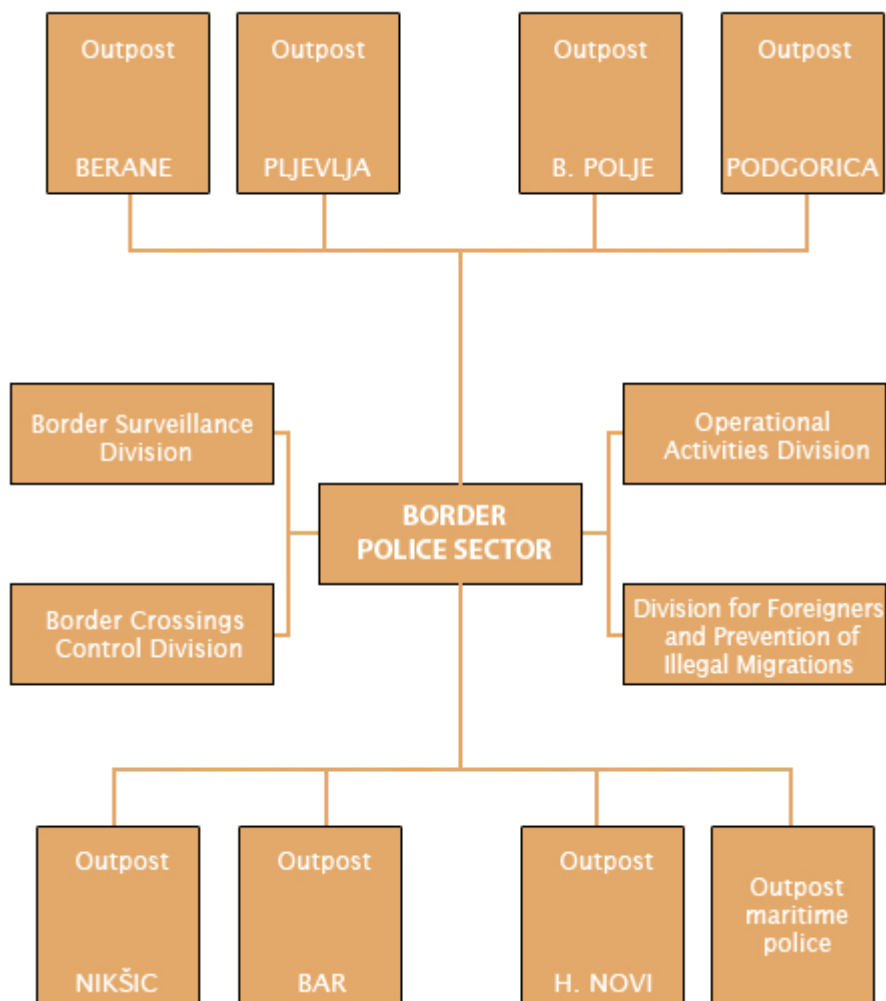 Outpost
BERANE
Outpost
PLJEVLJA
Outpost
B. POLJE
Outpost
PODGORICA
Border Surveillance
Division
Operational
Activities Division
BORDER
POLICE SECTOR
Border Crossings
Control Division
Division for Foreigners
and Prevention of
Illegal Migrations
Outpost
NIKŠIC
Outpost
BAR
Outpost
H. NOVI
Outpost
maritime
police